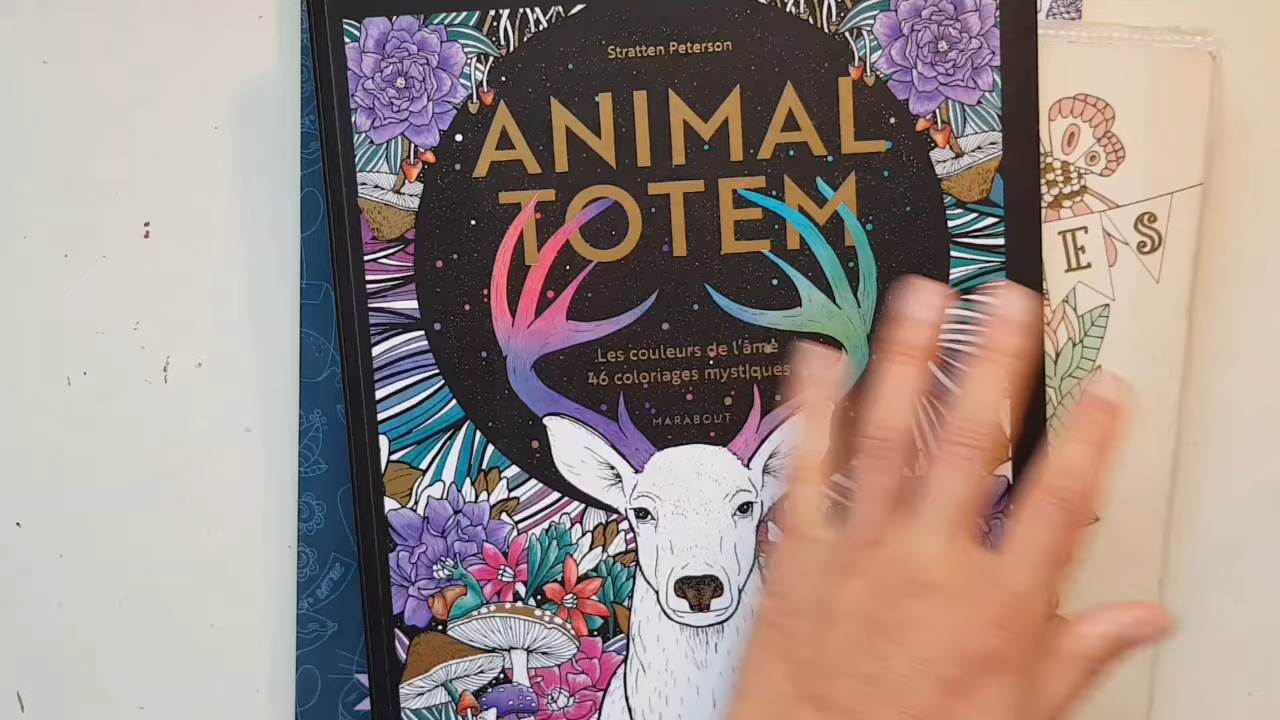 Stratten Peterson
ANIMAL
TOTEM
Les couleurs de l'âme
46 coloriages mystiques
MARABOUT
E S